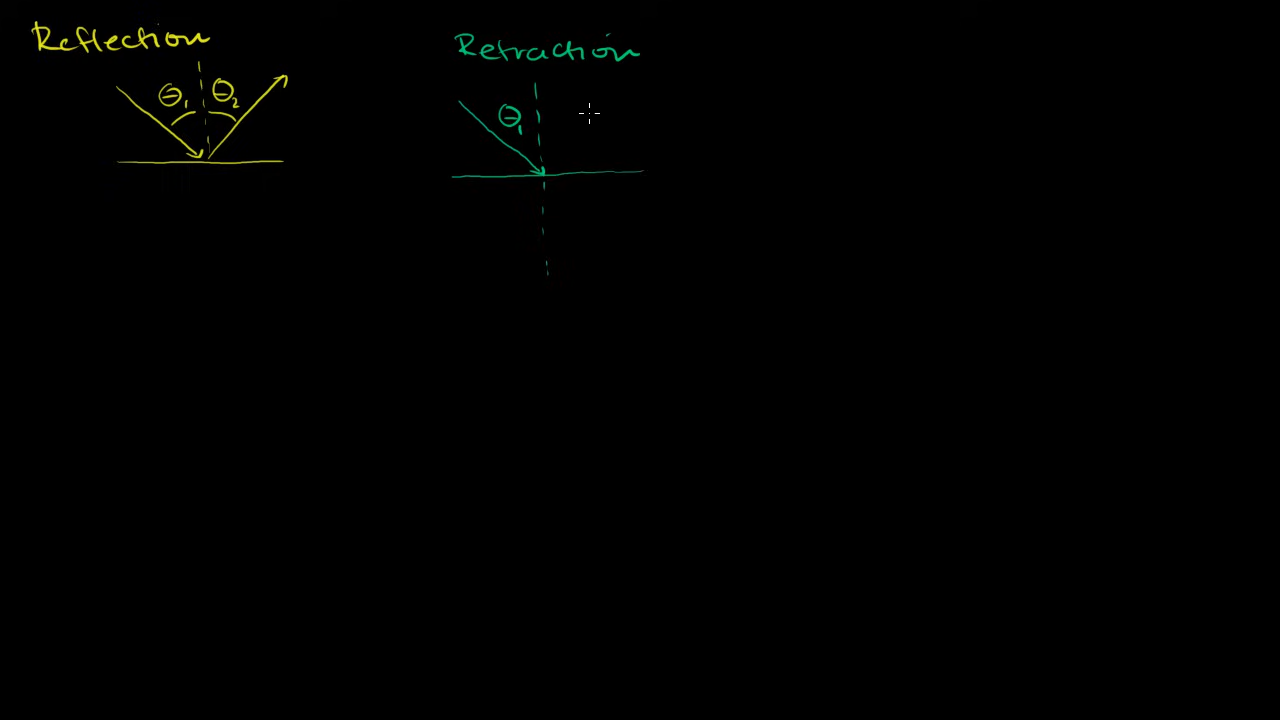 Reflection
θ₁ θ₂
Refraction
θ₁